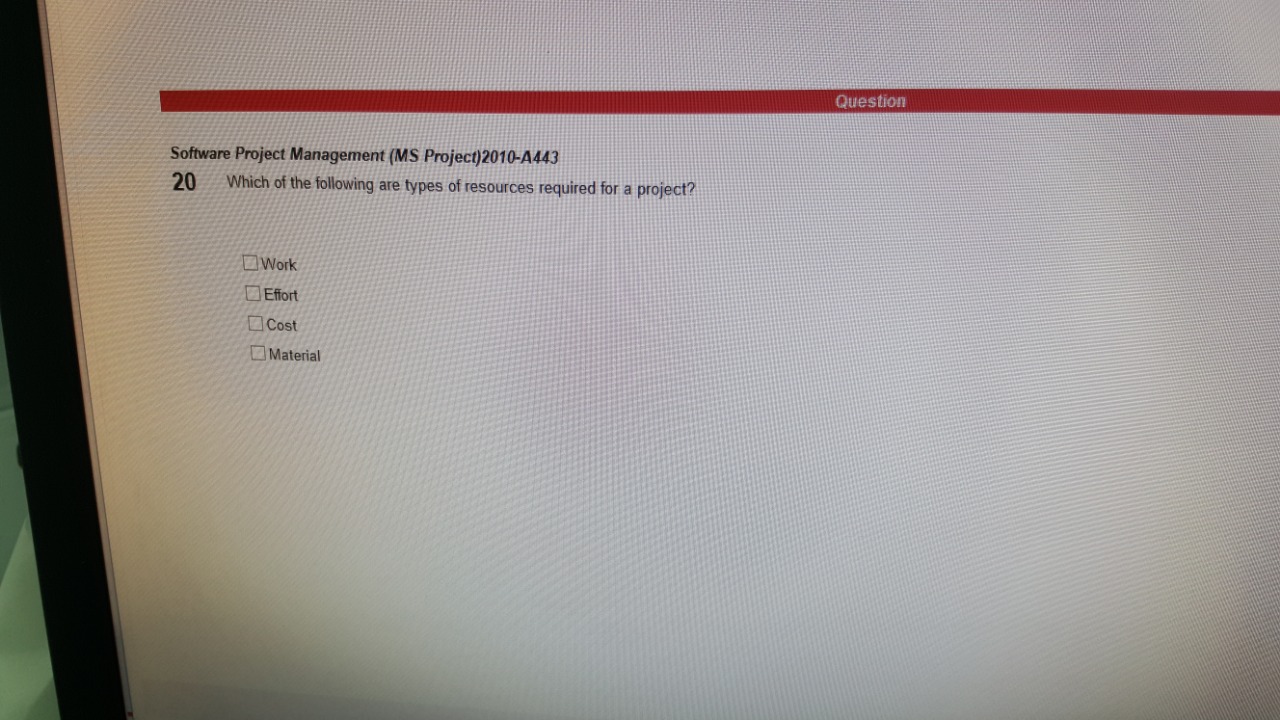 Question
Software Project Management (MS Project)2010-A443
20 Which of the following are types of resources required for a project?
Work
Effort
Cost
Material